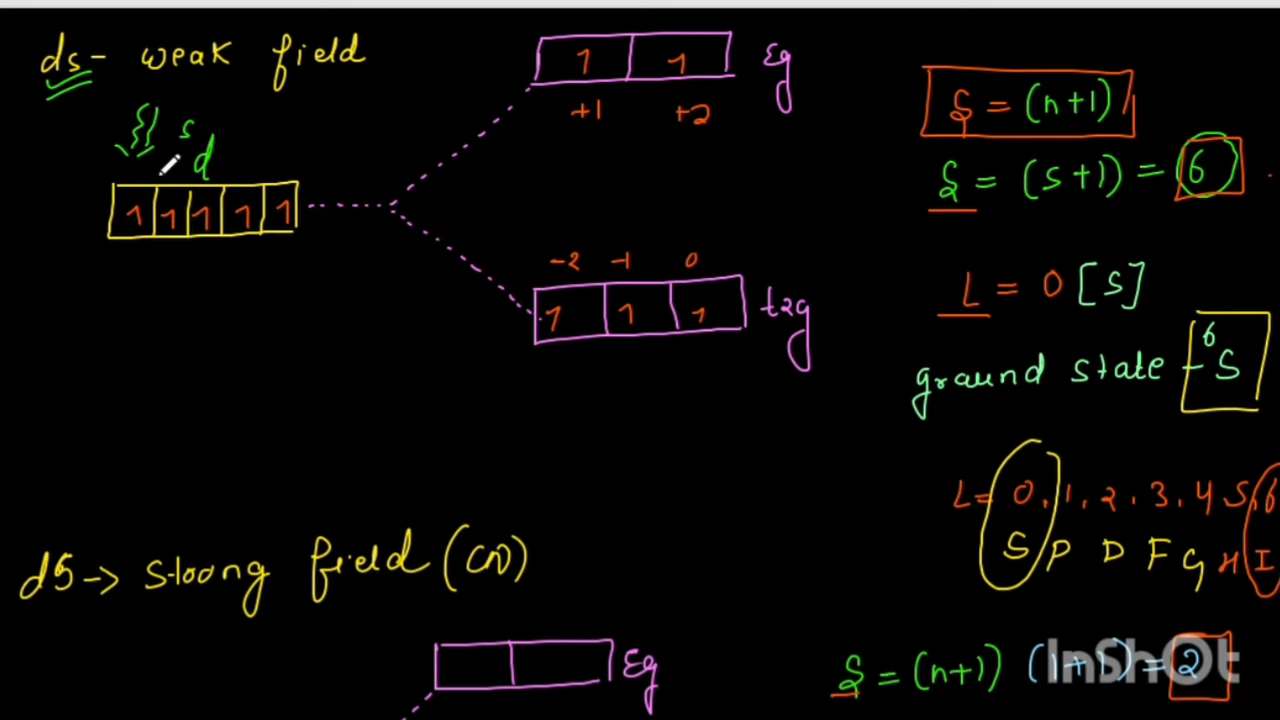 d5- weak field
1 1 Eg
+1 +2
S = (n+1)
S = (5+1) = 6
5
d
1 1 1 1 1
-2 -1 0
1 1 1 t2g
L = 0 [S]
ground state - ⁶S
L = 0, 1, 2, 3, 4 5, 6
S P D F G H I
d5 -> Strong field (CN)
Eg
S = (n+1) (1+1) = 2
InShOt